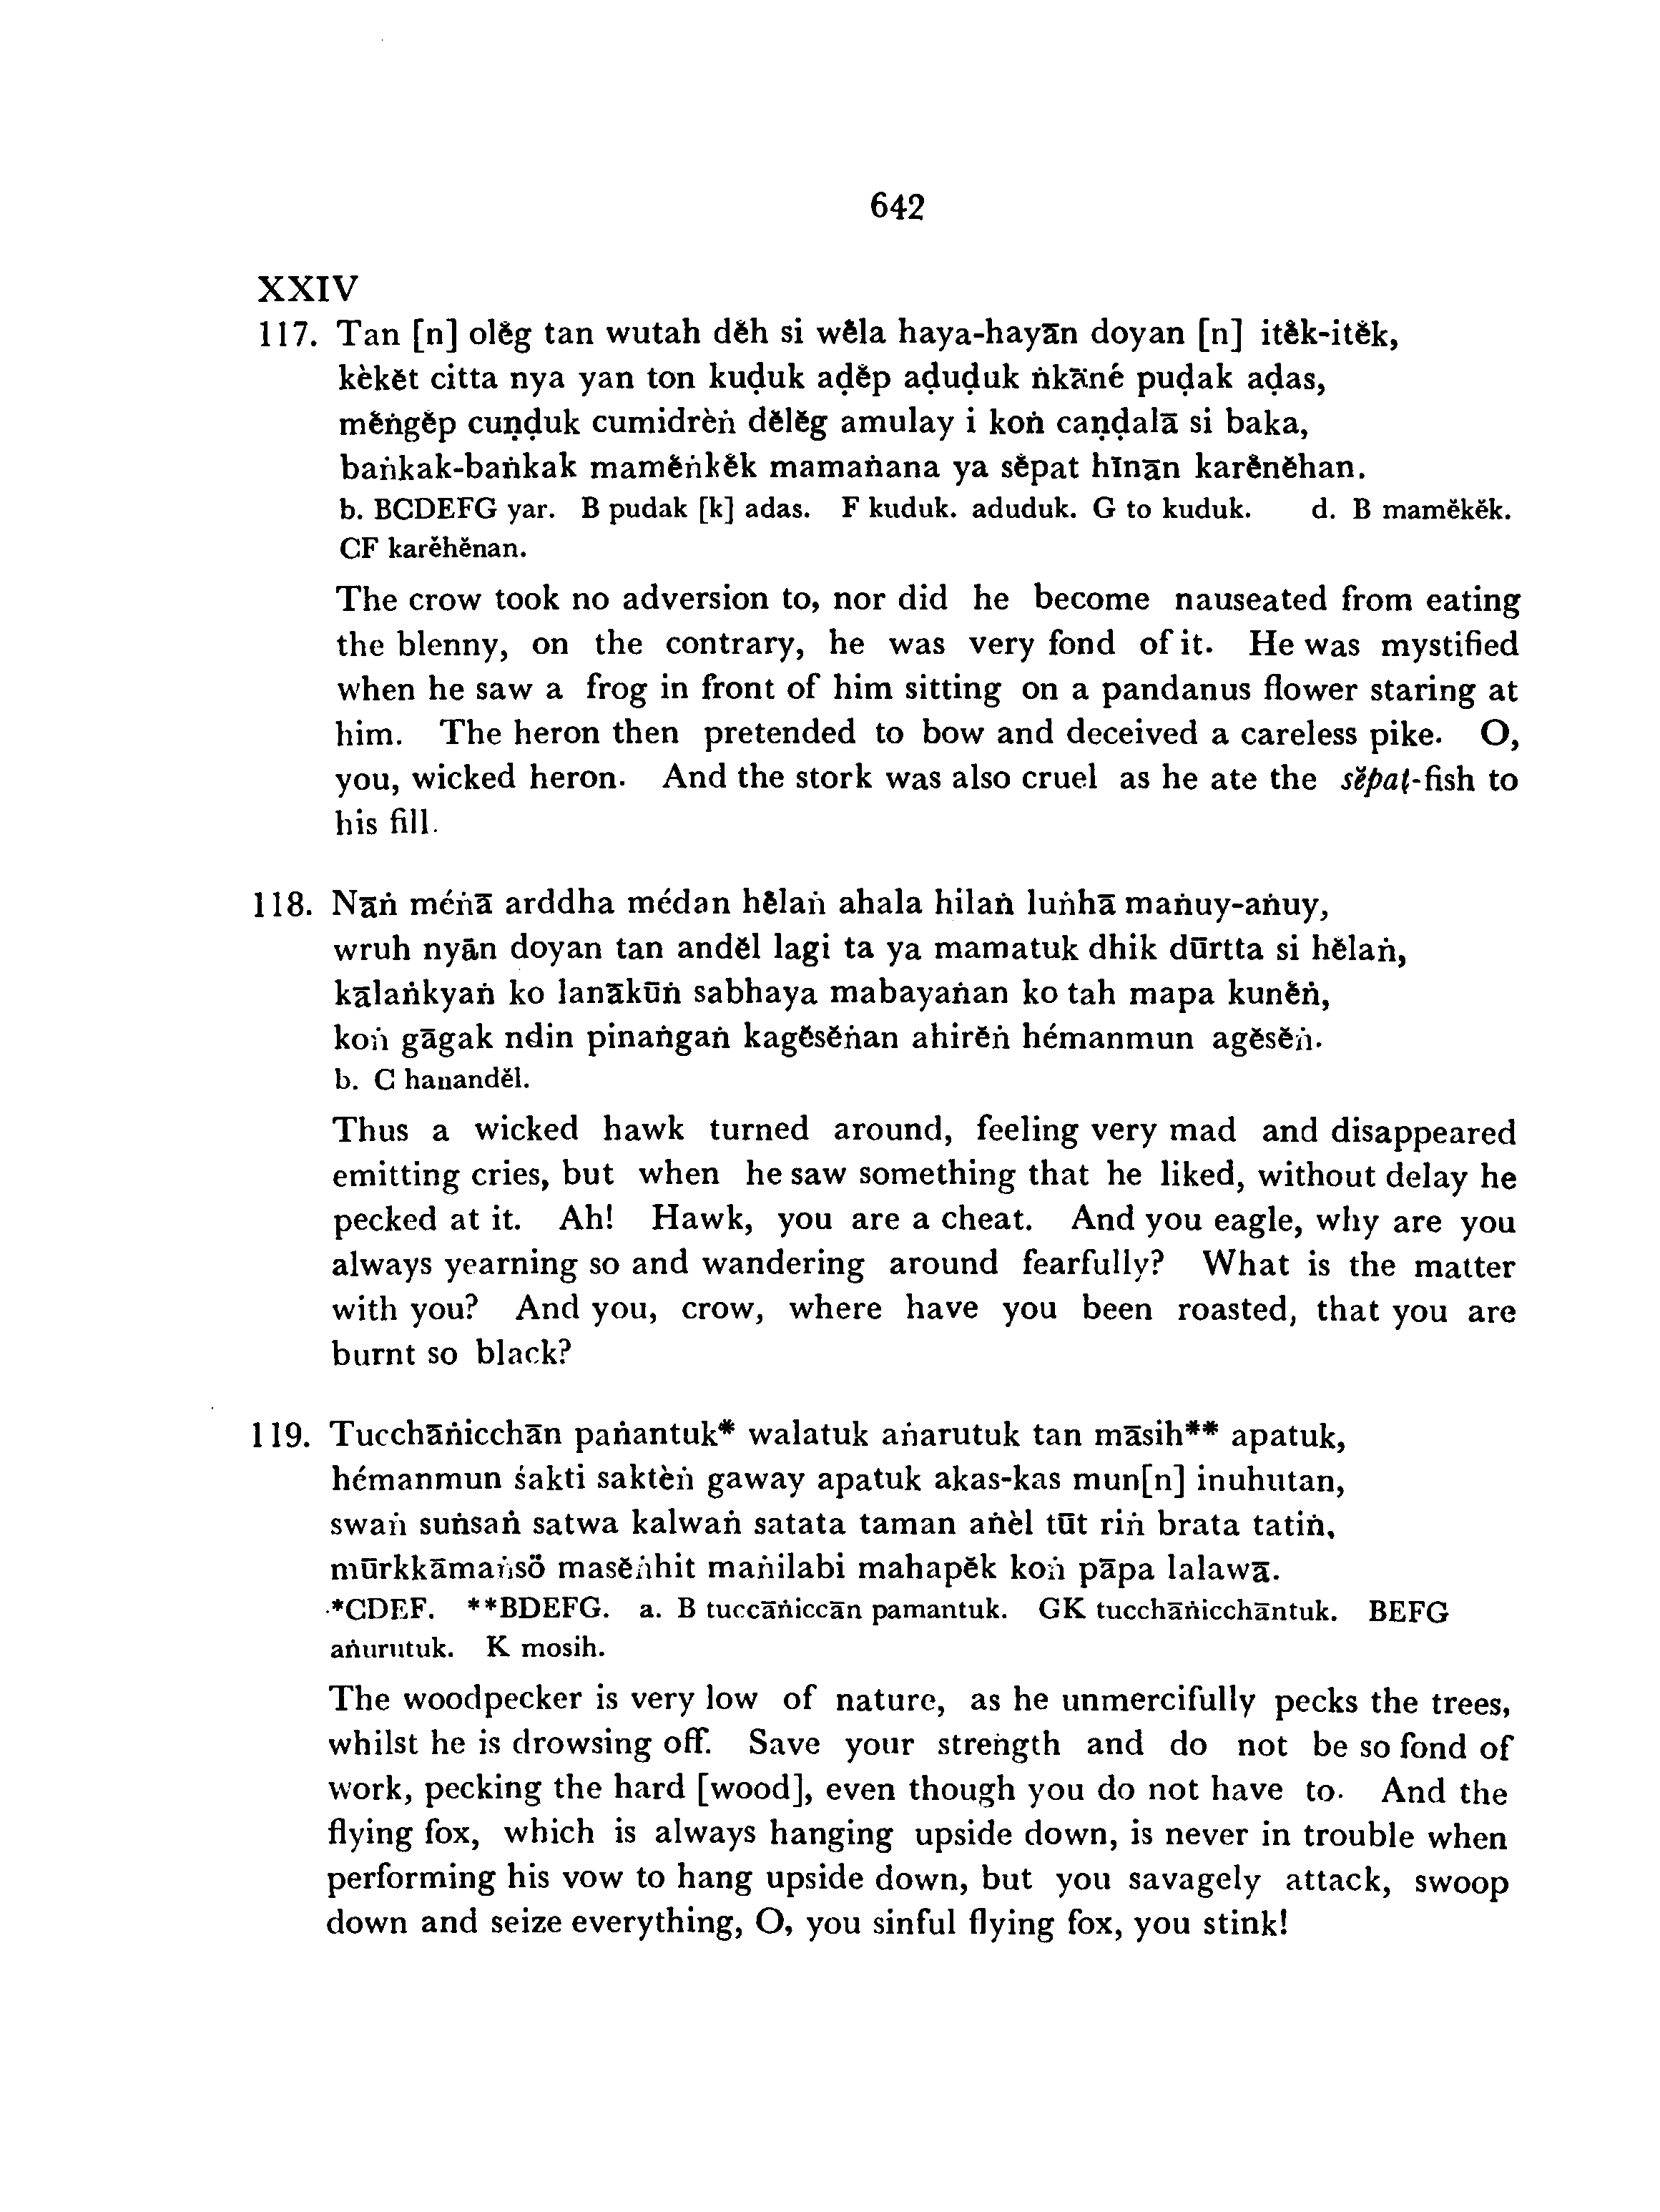 642
XXIV
117. Tan [n] olĕg tan wutah dĕh si wĕla haya-hayān doyan [n] itĕk-itĕk,
kèkĕt citta nya yan ton kuḍuk aḍĕp aḍuḍuk ṅkāné puḍak aḍas,
mĕṅgĕp cuṇḍuk cumidrèṅ dĕlĕg amulay i koṅ caṇḍalā si baka,
baṅkak-baṅkak mamĕṅkĕk mamaṅana ya sĕpat hīnān karĕnĕhan.
b. BCDEFG yar. B pudak [k] adas. F kuduk. aduduk. G to kuduk. d. B mamĕkĕk.
CF karĕhĕnan.
The crow took no adversion to, nor did he become nauseated from eating
the blenny, on the contrary, he was very fond of it. He was mystified
when he saw a frog in front of him sitting on a pandanus flower staring at
him. The heron then pretended to bow and deceived a careless pike. O,
you, wicked heron. And the stork was also cruel as he ate the sĕpaṭ-fish to
his fill.
118. Nāṅ méṅā arddha médan hĕlaṅ ahala hilaṅ luṅhā maṅuy-aṅuy,
wruh nyān doyan tan andĕl lagi ta ya mamatuk dhik dūrtta si hĕlaṅ,
kālaṅkyaṅ ko lanākūṅ sabhaya mabayaṅan ko tah mapa kunĕṅ,
koṅ gāgak ndin pinaṅgaṅ kagĕsĕṅan ahirĕṅ hémanmun agĕsĕṅ.
b. C hanandĕl.
Thus a wicked hawk turned around, feeling very mad and disappeared
emitting cries, but when he saw something that he liked, without delay he
pecked at it. Ah! Hawk, you are a cheat. And you eagle, why are you
always yearning so and wandering around fearfully? What is the matter
with you? And you, crow, where have you been roasted, that you are
burnt so black?
119. Tucchāṅicchān paṅantuk* walatuk aṅarutuk tan māsih** apatuk,
hémanmun śakti saktèṅ gaway apatuk akas-kas mun[n] inuhutan,
swaṅ suṅsaṅ satwa kalwaṅ satata taman aṅèl tūt riṅ brata tatiṅ,
mūrkkāmaṅsö masĕṅhit maṅilabi mahapĕk koṅ pāpa lalawā.
*CDEF. **BDEFG. a. B tuccāṅiccān pamantuk. GK tucchāṅicchāntuk. BEFG
aṅurutuk. K mosih.
The woodpecker is very low of nature, as he unmercifully pecks the trees,
whilst he is drowsing off. Save your strength and do not be so fond of
work, pecking the hard [wood], even though you do not have to. And the
flying fox, which is always hanging upside down, is never in trouble when
performing his vow to hang upside down, but you savagely attack, swoop
down and seize everything, O, you sinful flying fox, you stink!